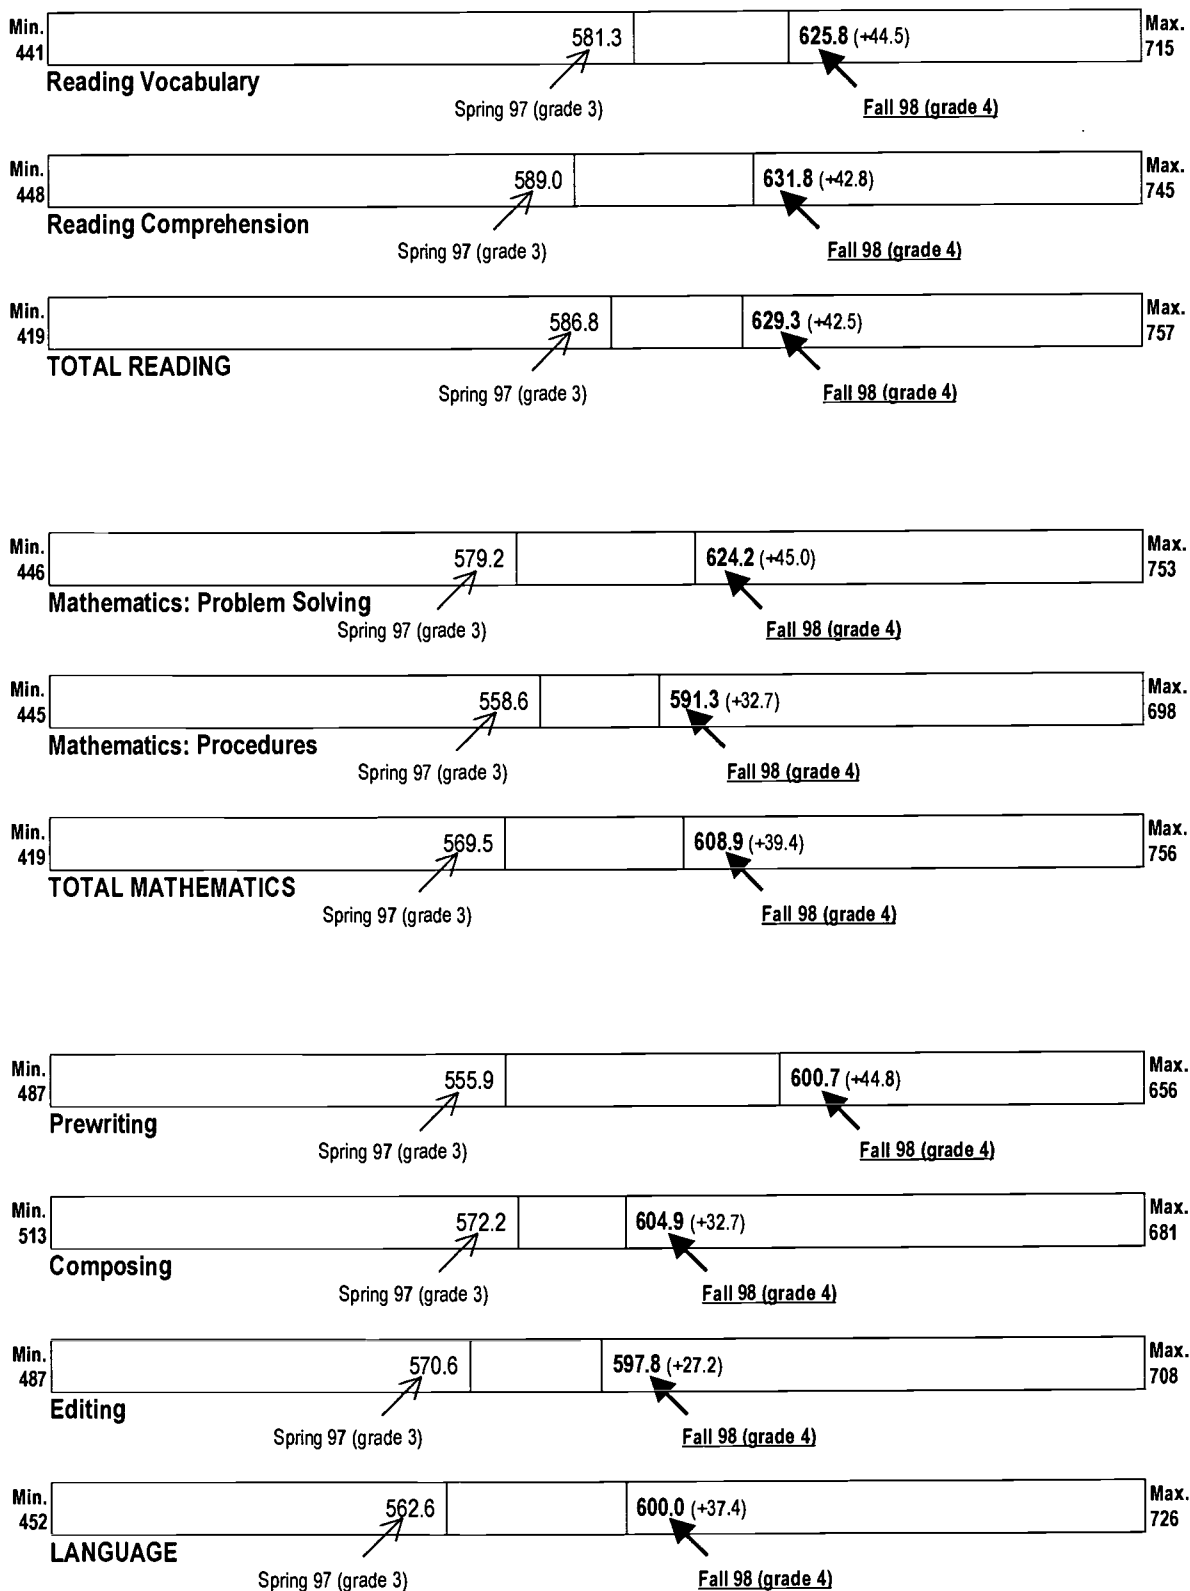 Min. 581.3 625.8 (+44.5) Max.
441 715
Reading Vocabulary
Spring 97 (grade 3) Fall 98 (grade 4)
Min. 589.0 631.8 (+42.8) Max.
448 745
Reading Comprehension
Spring 97 (grade 3) Fall 98 (grade 4)
Min. 586.8 629.3 (+42.5) Max.
419 757
TOTAL READING
Spring 97 (grade 3) Fall 98 (grade 4)
Min. 579.2 624.2 (+45.0) Max.
446 753
Mathematics: Problem Solving
Spring 97 (grade 3) Fall 98 (grade 4)
Min. 558.6 591.3 (+32.7) Max.
445 698
Mathematics: Procedures
Spring 97 (grade 3) Fall 98 (grade 4)
Min. 569.5 608.9 (+39.4) Max.
419 756
TOTAL MATHEMATICS
Spring 97 (grade 3) Fall 98 (grade 4)
Min. 555.9 600.7 (+44.8) Max.
487 656
Prewriting
Spring 97 (grade 3) Fall 98 (grade 4)
Min. 572.2 604.9 (+32.7) Max.
513 681
Composing
Spring 97 (grade 3) Fall 98 (grade 4)
Min. 570.6 597.8 (+27.2) Max.
487 708
Editing
Spring 97 (grade 3) Fall 98 (grade 4)
Min. 562.6 600.0 (+37.4) Max.
452 726
LANGUAGE
Spring 97 (grade 3) Fall 98 (grade 4)